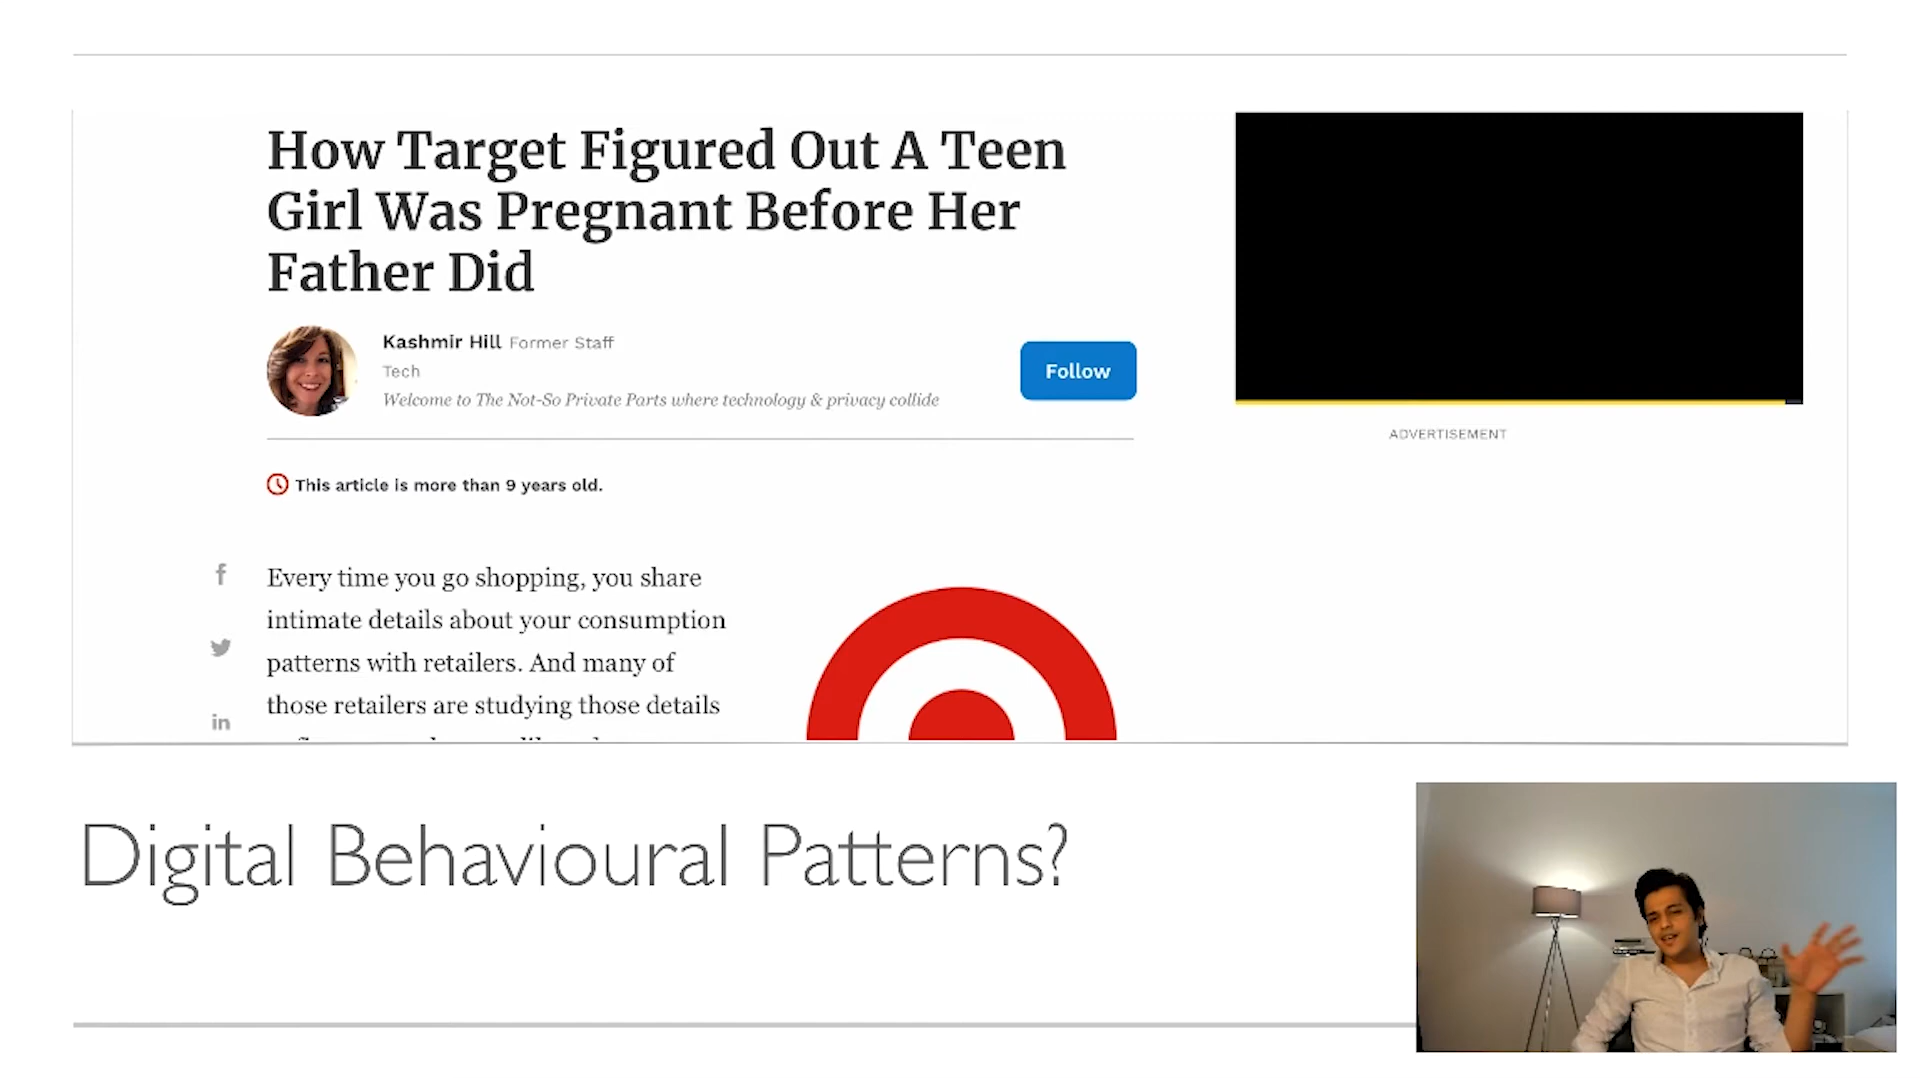 How Target Figured Out A Teen
Girl Was Pregnant Before Her
Father Did
Kashmir Hill Former Staff
Tech
Welcome to The Not-So Private Parts where technology & privacy collide
Follow
ADVERTISEMENT
This article is more than 9 years old.
Every time you go shopping, you share
intimate details about your consumption
patterns with retailers. And many of
those retailers are studying those details
Digital Behavioural Patterns?